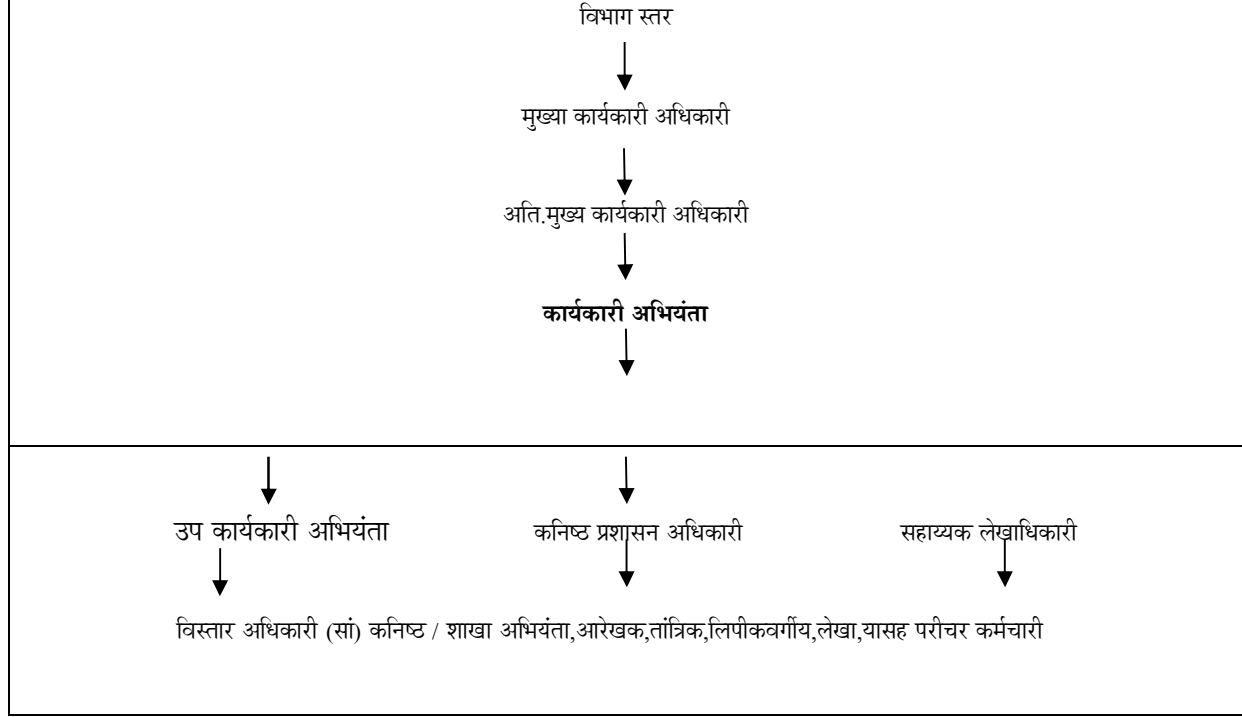 विभाग स्तर
मुख्या कार्यकारी अधिकारी
अति.मुख्य कार्यकारी अधिकारी
कार्यकारी अभियंता
उप कार्यकारी अभियंता कनिष्ठ प्रशासन अधिकारी सहाय्यक लेखाधिकारी
विस्तार अधिकारी (सां) कनिष्ठ / शाखा अभियंता,आरेखक,तांत्रिक,लिपीकवर्गीय,लेखा,यासह परीचर कर्मचारी